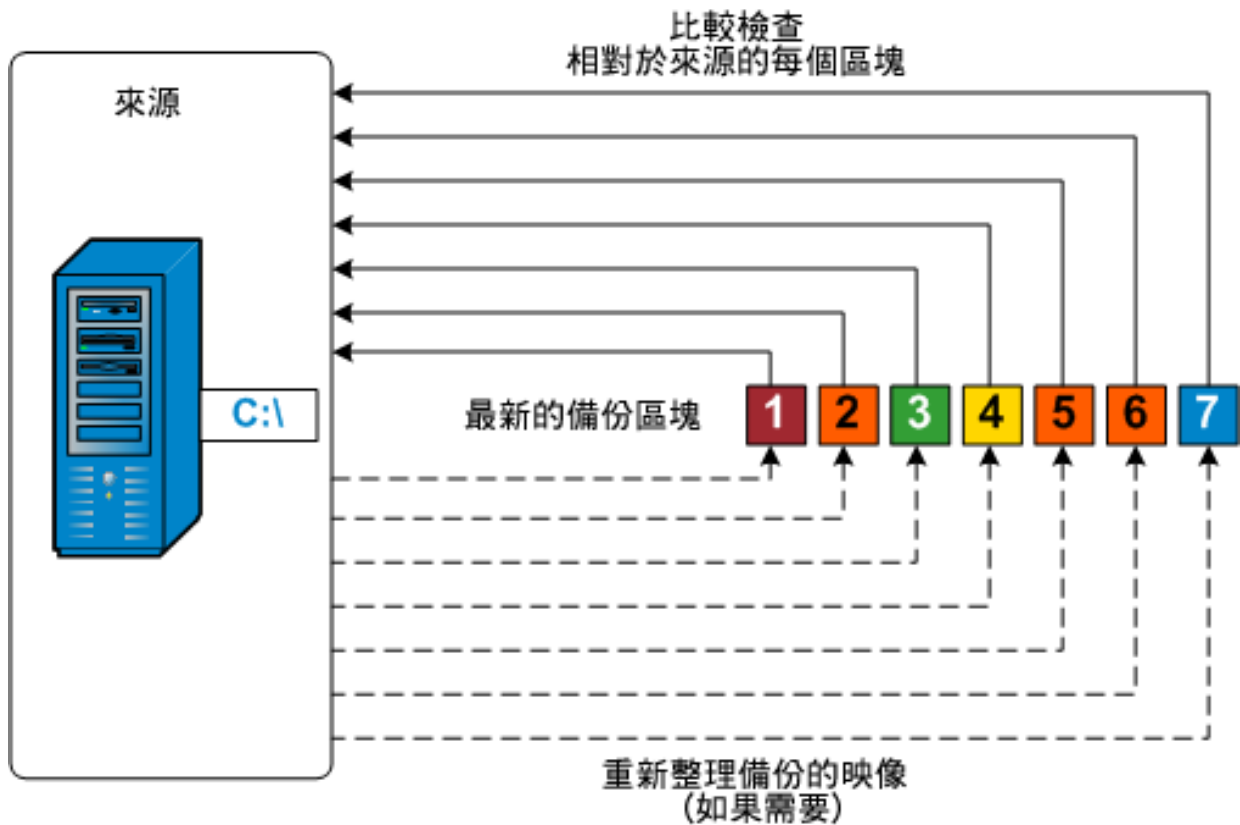 比較檢查
相對於來源的每個區塊
來源
C:\
最新的備份區塊
1 2 3 4 5 6 7
重新整理備份的映像
(如果需要)